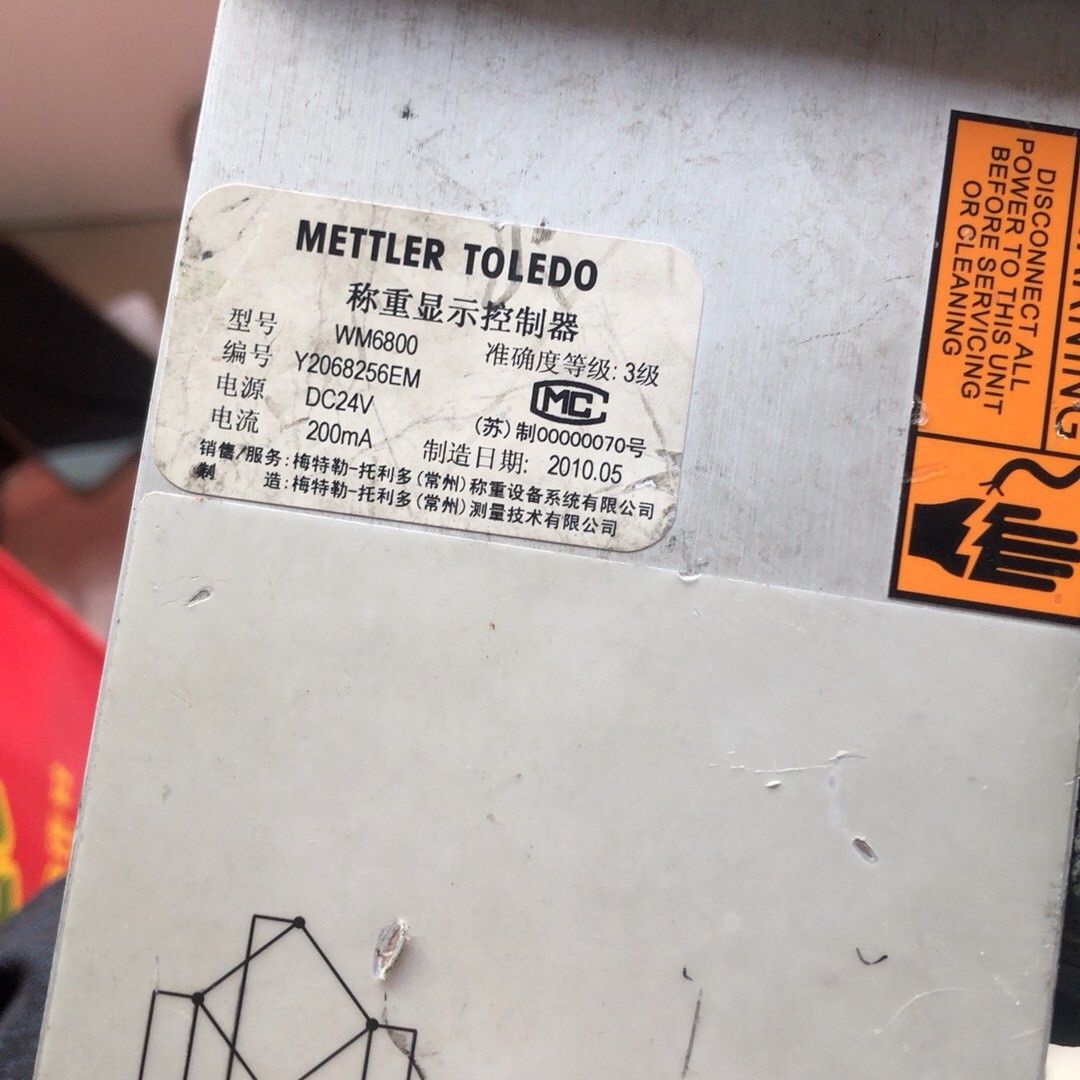 METTLER TOLEDO
称重显示控制器
型号 WM6800 准确度等级: 3级
编号 Y2068256EM MC
电源 DC24V (苏) 制00000070号
电流 200mA 制造日期: 2010.05
销售/服务: 梅特勒-托利多(常州)称重设备系统有限公司
制 造: 梅特勒-托利多(常州)测量技术有限公司
DISCONNECT ALL
POWER TO THIS UNIT
BEFORE SERVICING
OR CLEANING